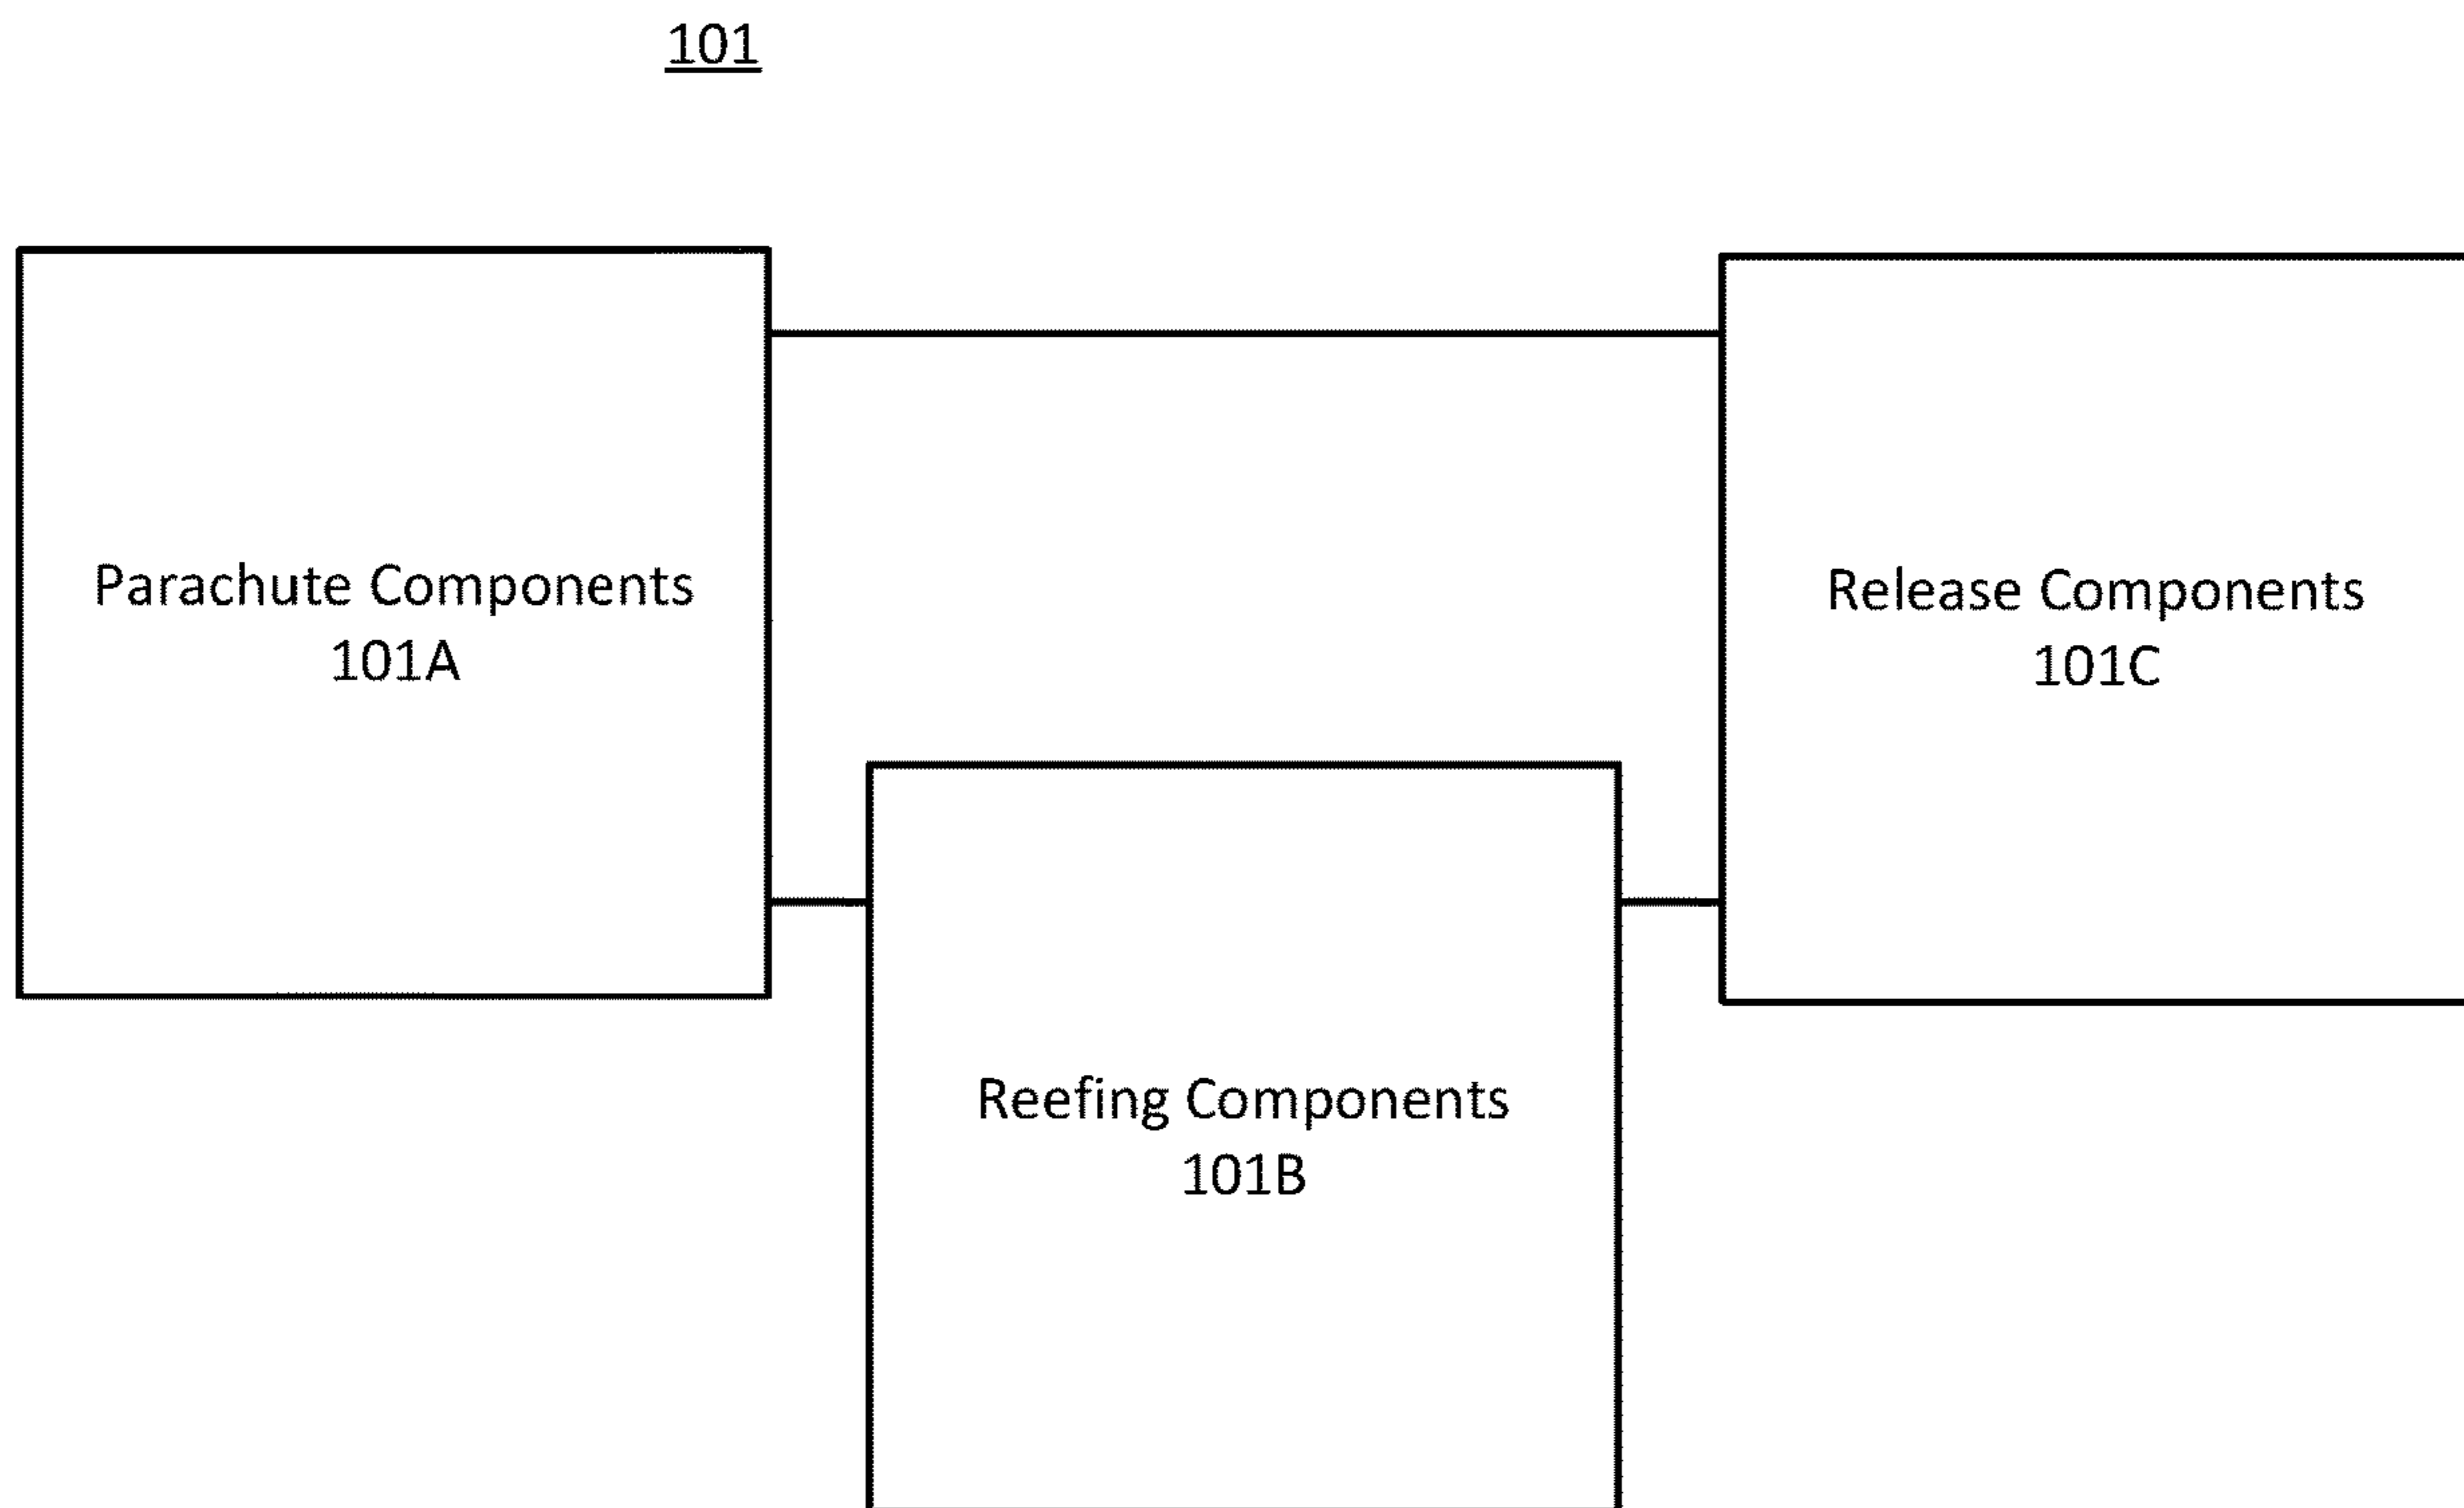 101
Parachute Components
101A
Release Components
101C
Reefing Components
101B